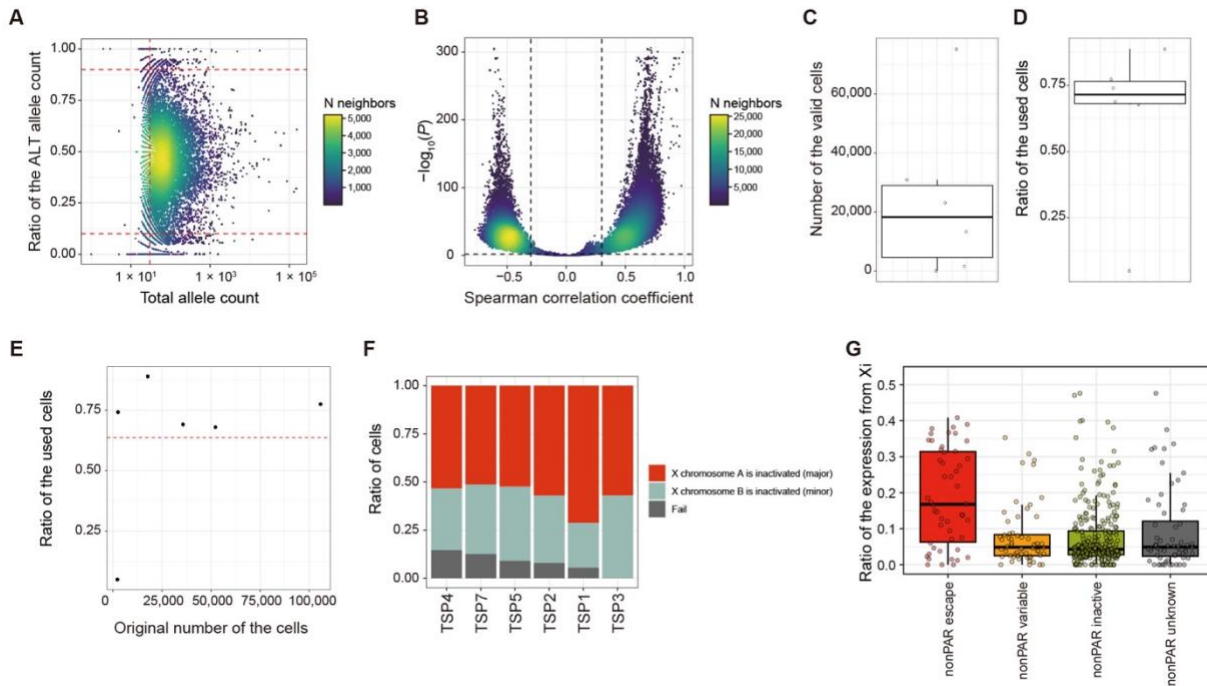 A
Ratio of the ALT allele count
1.00
0.75
0.50
0.25
0.00
1 × 10¹
1 × 10³
1 × 10⁵
Total allele count
N neighbors
5,000
4,000
3,000
2,000
1,000
B
−log₁₀(P)
300
200
100
0
−0.5
0.0
0.5
1.0
Spearman correlation coefficient
N neighbors
25,000
20,000
15,000
10,000
5,000
C
Number of the valid cells
60,000
40,000
20,000
0
D
Ratio of the used cells
0.75
0.50
0.25
E
Ratio of the used cells
0.75
0.50
0.25
0
25,000
50,000
75,000
100,000
Original number of the cells
F
Ratio of cells
1.00
0.75
0.50
0.25
0.00
TSP4
TSP7
TSP5
TSP2
TSP1
TSP3
X chromosome A is inactivated (major)
X chromosome B is inactivated (minor)
Fail
G
Ratio of the expression from Xi
0.5
0.4
0.3
0.2
0.1
0.0
nonPAR escape
nonPAR variable
nonPAR inactive
nonPAR unknown